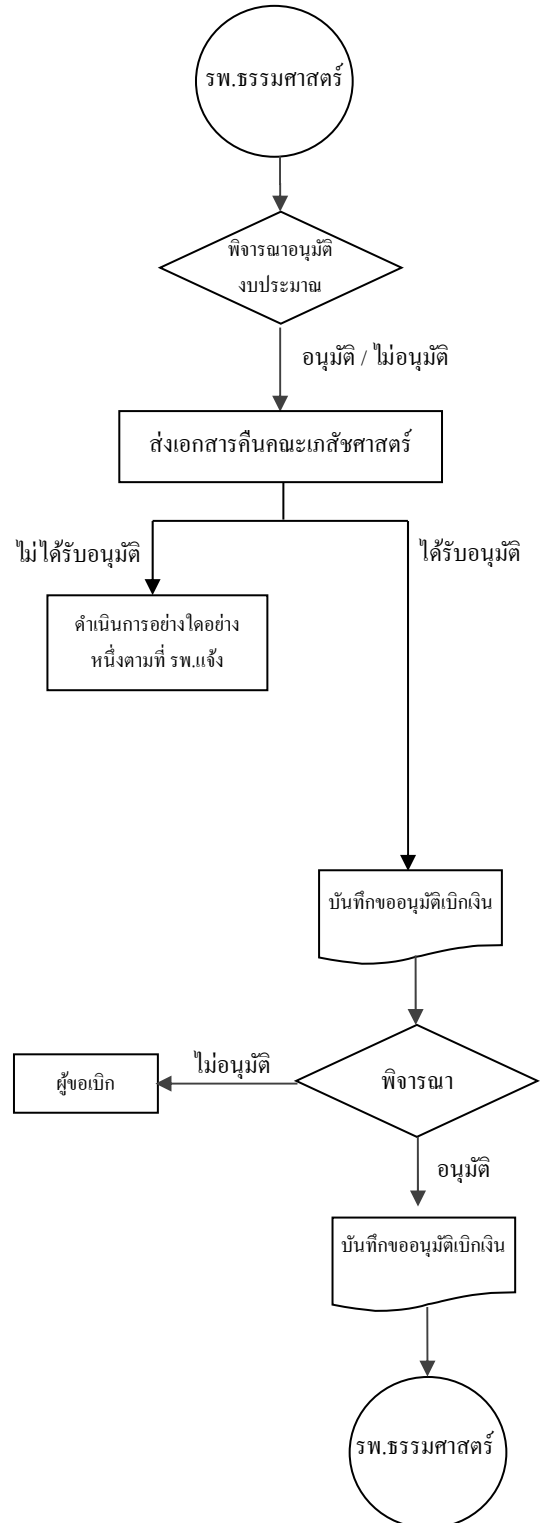 รพ.ธรรมศาสตร์
พิจารณาอนุมัติ
งบประมาณ
อนุมัติ / ไม่อนุมัติ
ส่งเอกสารคืนคณะเภสัชศาสตร์
ไม่ได้รับอนุมัติ
ได้รับอนุมัติ
ดำเนินการอย่างใดอย่าง
หนึ่งตามที่ รพ.แจ้ง
บันทึกขออนุมัติเบิกเงิน
ไม่อนุมัติ
ผู้ขอเบิก
พิจารณา
อนุมัติ
บันทึกขออนุมัติเบิกเงิน
รพ.ธรรมศาสตร์